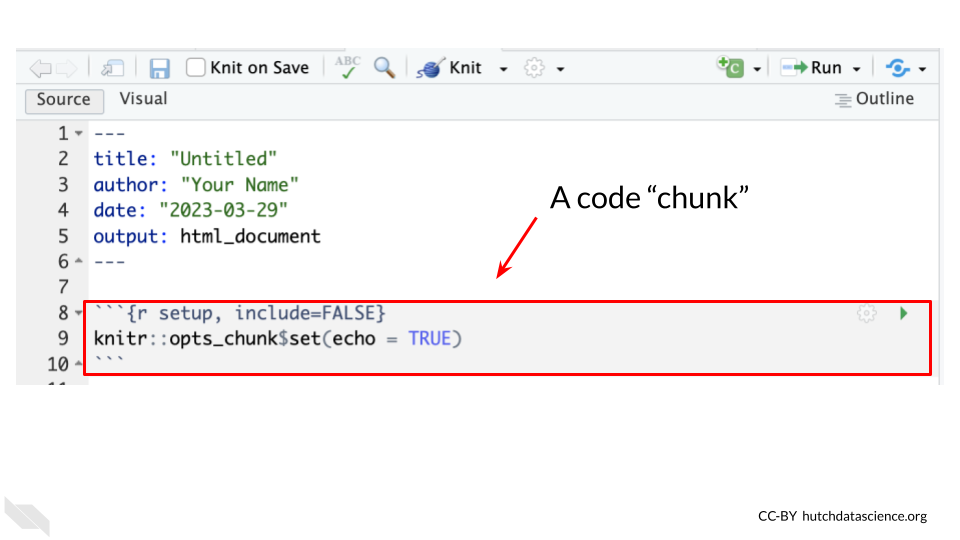 Knit on Save ABC Knit C Run
Source Visual Outline
1 ---
2 title: "Untitled"
3 author: "Your Name"
4 date: "2023-03-29"
5 output: html_document
6 ---
7
A code “chunk”
8 ```{r setup, include=FALSE}
9 knitr::opts_chunk$set(echo = TRUE)
10 ```
CC-BY hutchdatascience.org